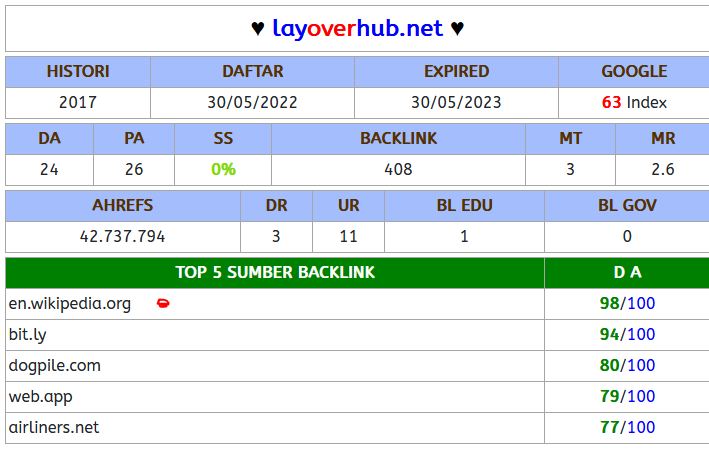 ♥ layoverhub.net ♥
HISTORI DAFTAR EXPIRED GOOGLE
2017 30/05/2022 30/05/2023 63 Index
DA PA SS BACKLINK MT MR
24 26 0% 408 3 2.6
AHREFS DR UR BL EDU BL GOV
42.737.794 3 11 1 0
TOP 5 SUMBER BACKLINK D A
en.wikipedia.org 98/100
bit.ly 94/100
dogpile.com 80/100
web.app 79/100
airliners.net 77/100